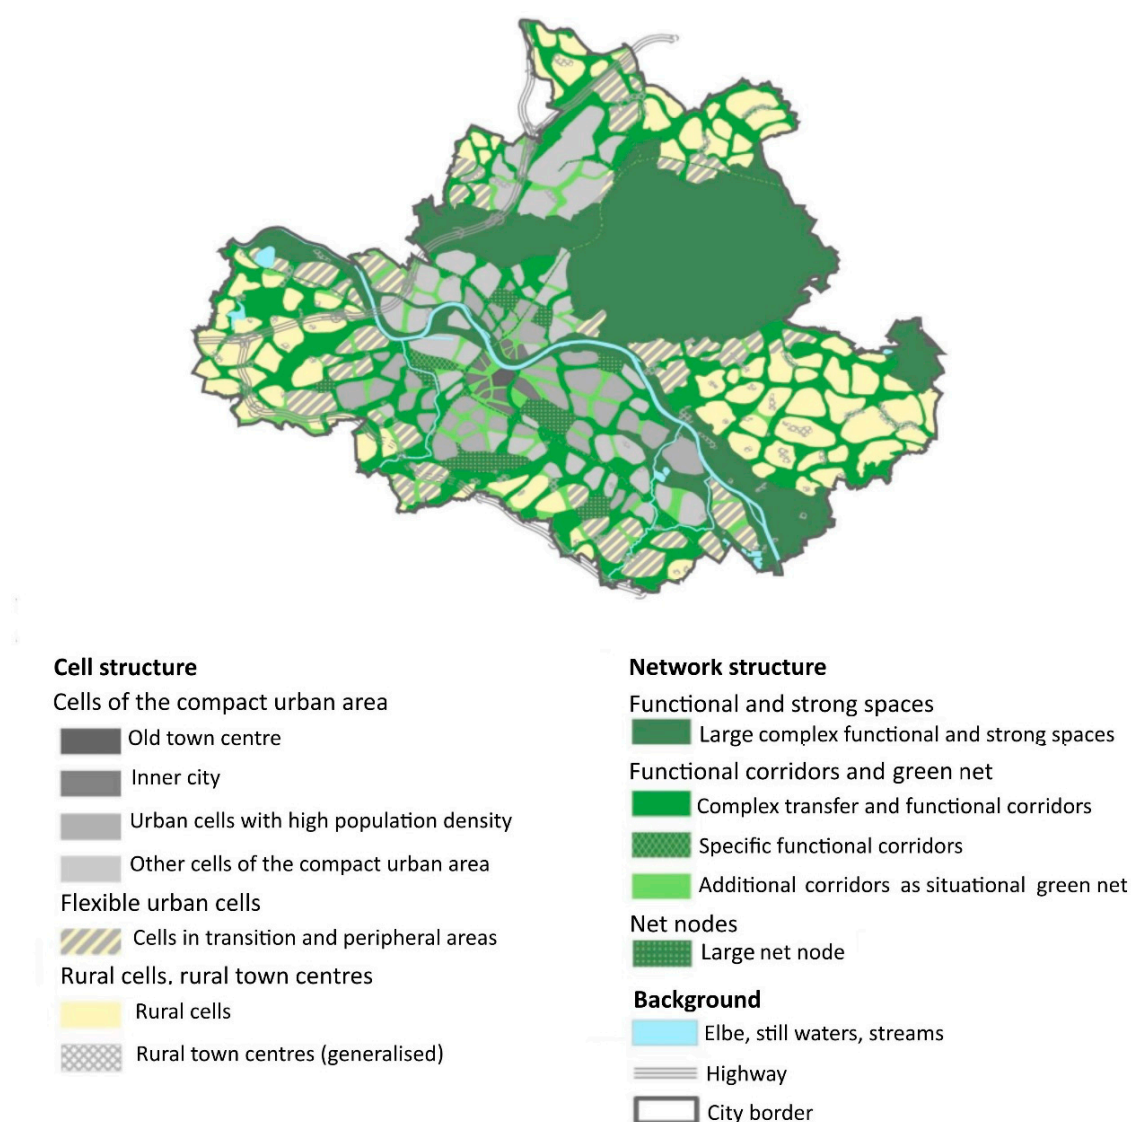 Cell structure
Cells of the compact urban area
Old town centre
Inner city
Urban cells with high population density
Other cells of the compact urban area
Flexible urban cells
Cells in transition and peripheral areas
Rural cells. rural town centres
Rural cells
Rural town centres (generalised)
Network structure
Functional and strong spaces
Large complex functional and strong spaces
Functional corridors and green net
Complex transfer and functional corridors
Specific functional corridors
Additional corridors as situational green net
Net nodes
Large net node
Background
Elbe, still waters, streams
Highway
City border